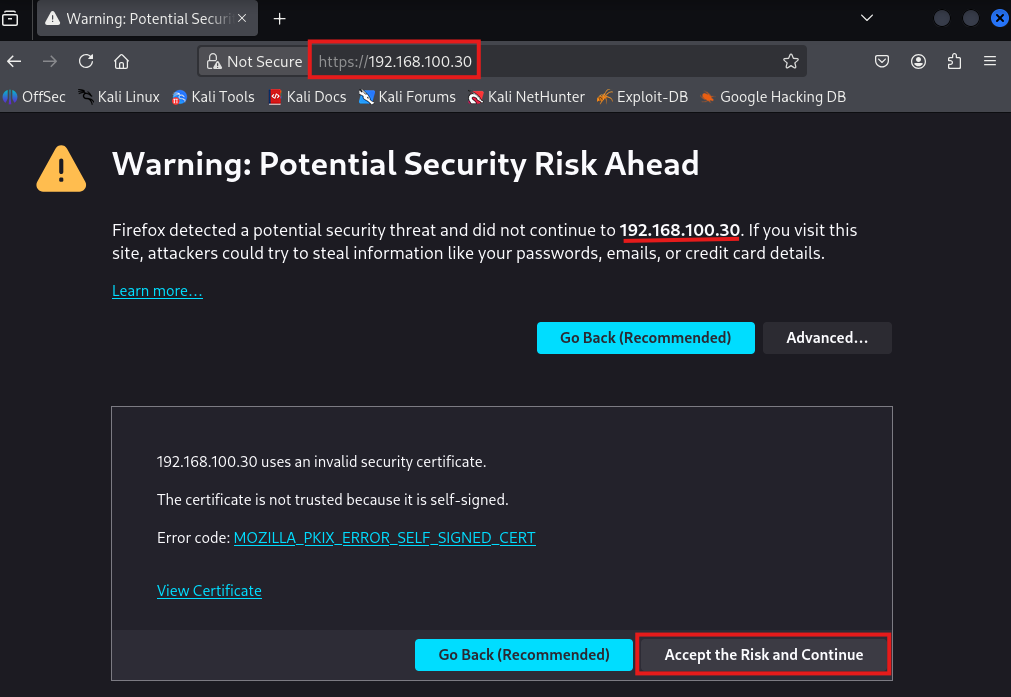 Warning: Potential Securi
Not Secure https://192.168.100.30
OffSec Kali Linux Kali Tools Kali Docs Kali Forums Kali NetHunter Exploit-DB Google Hacking DB
Warning: Potential Security Risk Ahead
Firefox detected a potential security threat and did not continue to 192.168.100.30. If you visit this
site, attackers could try to steal information like your passwords, emails, or credit card details.
Learn more…
Go Back (Recommended) Advanced…
192.168.100.30 uses an invalid security certificate.
The certificate is not trusted because it is self-signed.
Error code: MOZILLA_PKIX_ERROR_SELF_SIGNED_CERT
View Certificate
Go Back (Recommended) Accept the Risk and Continue